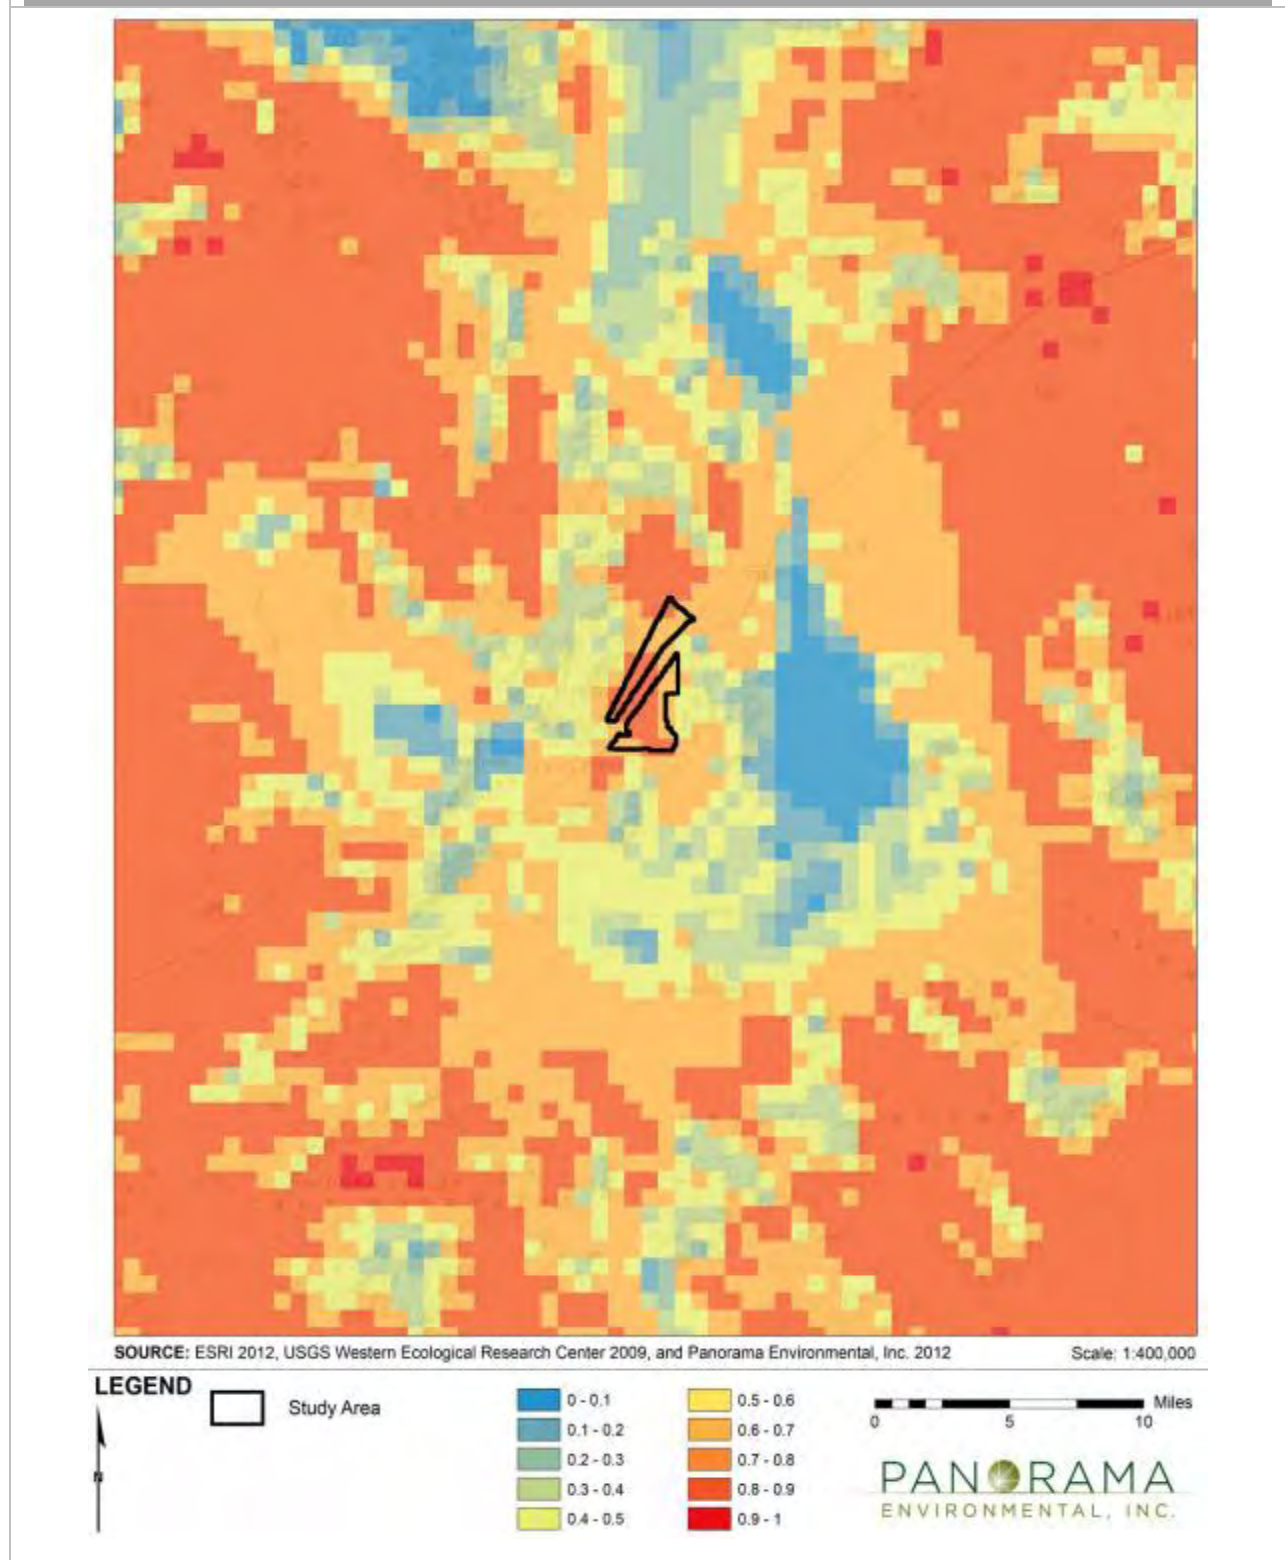 SOURCE: ESRI 2012, USGS Western Ecological Research Center 2009, and Panorama Environmental, Inc. 2012
Scale: 1:400,000
LEGEND
Study Area
N
0 - 0.1
0.1 - 0.2
0.2 - 0.3
0.3 - 0.4
0.4 - 0.5
0.5 - 0.6
0.6 - 0.7
0.7 - 0.8
0.8 - 0.9
0.9 - 1
Miles
0 5 10
PANORAMA
ENVIRONMENTAL, INC.